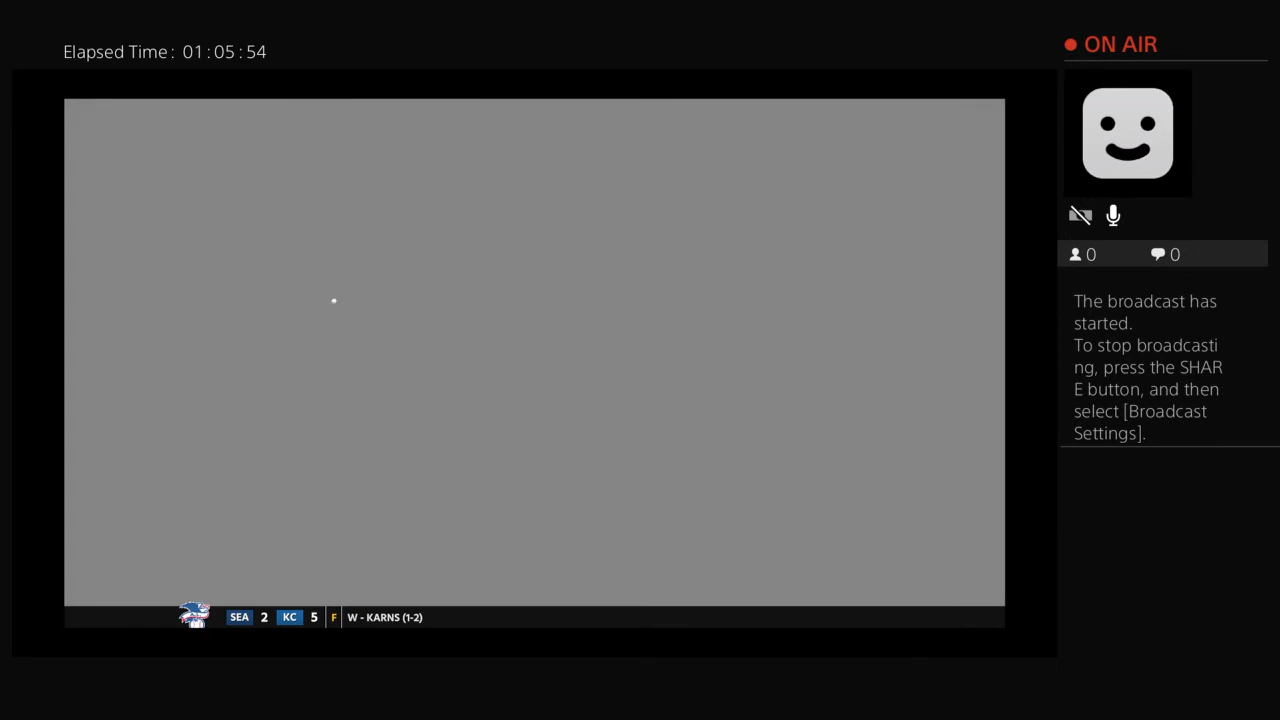 Elapsed Time: 01:05:54
ON AIR
0 0
The broadcast has
started.
To stop broadcasti
ng, press the SHAR
E button, and then
select [Broadcast
Settings].
SEA 2 KC 5 F W - KARNS (1-2)